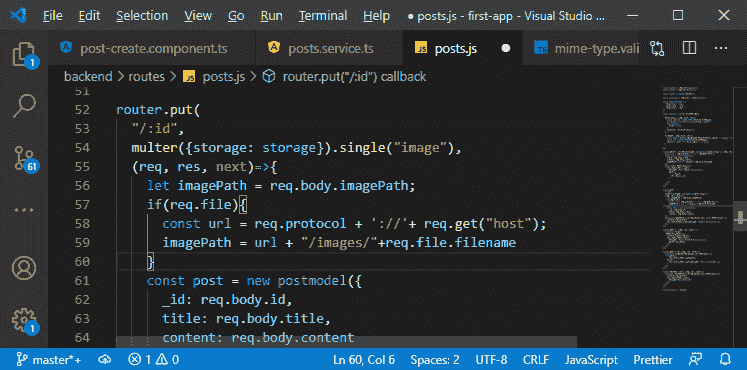 File Edit Selection View Go Run Terminal Help ● posts.js - first-app - Visual Studio ...
post-create.component.ts posts.service.ts JS posts.js ● mime-type.vali
backend > routes > JS posts.js > router.put("/:id") callback
51
52 router.put(
53 "/:id",
54 multer({storage: storage}).single("image"),
55 (req, res, next)=>{
56 let imagePath = req.body.imagePath;
57 if(req.file){
58 const url = req.protocol + '://'+ req.get("host");
59 imagePath = url + "/images/"+req.file.filename
60 }
61 const post = new postmodel({
62 _id: req.body.id,
63 title: req.body.title,
64 content: req.body.content
1
61
1
master*+ 1 0 Ln 60, Col 6 Spaces: 2 UTF-8 CRLF JavaScript Prettier